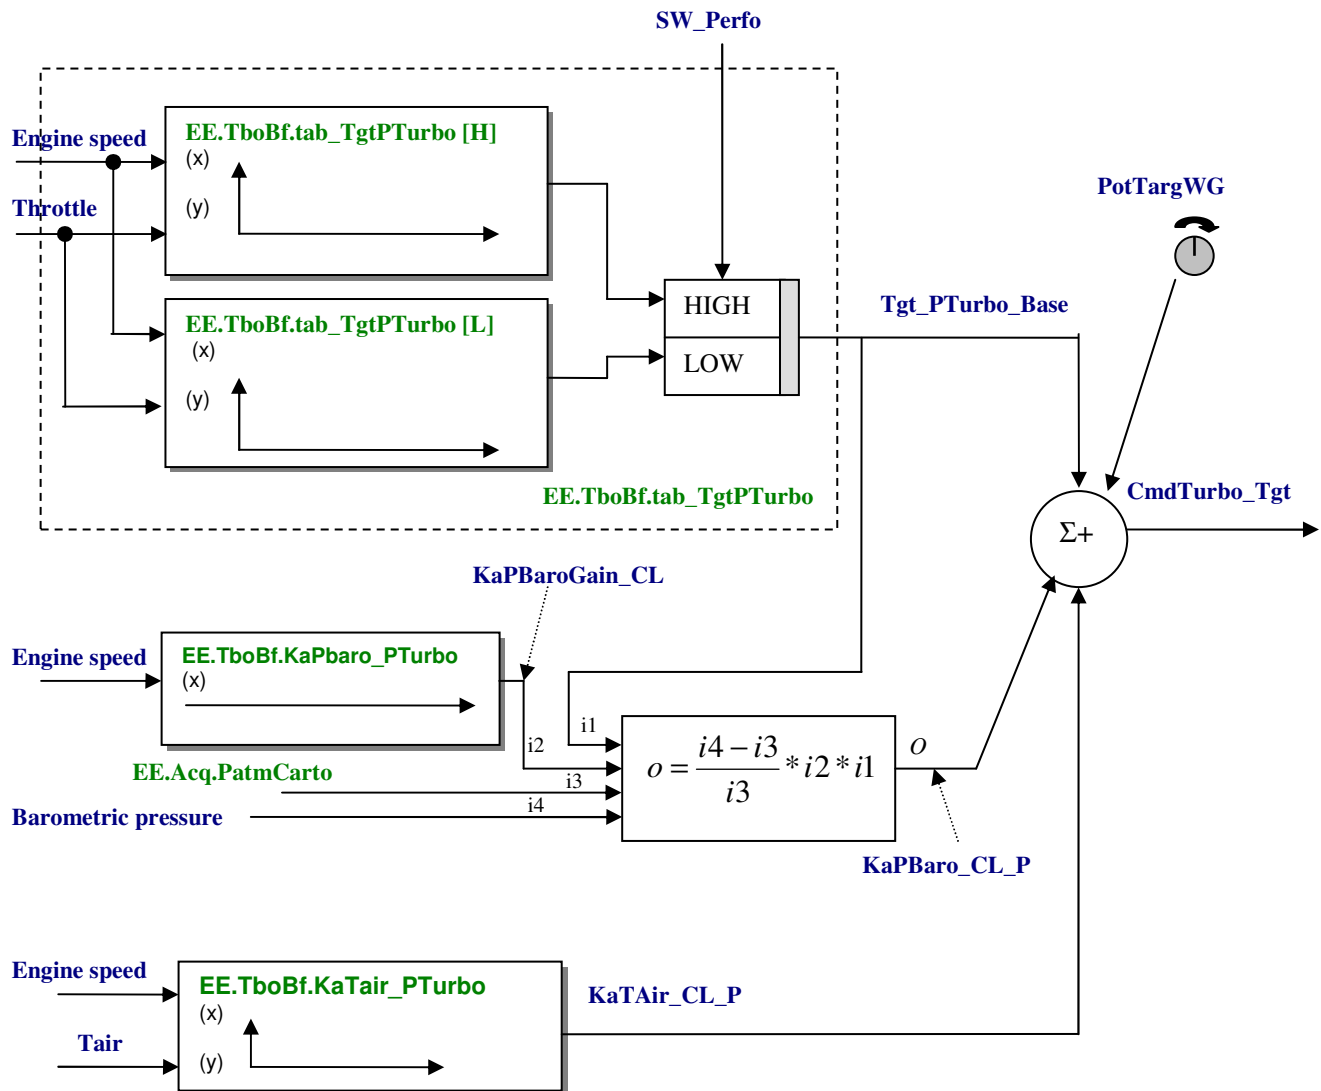 SW_Perfo
EE.TboBf.tab_TgtPTurbo [H]
Engine speed
(x)
PotTargWG
Throttle
(y)
HIGH
Tgt_PTurbo_Base
EE.TboBf.tab_TgtPTurbo [L]
(x)
LOW
(y)
EE.TboBf.tab_TgtPTurbo
CmdTurbo_Tgt
Σ+
KaPBaroGain_CL
Engine speed
EE.TboBf.KaPbaro_PTurbo
(x)
i1
i2
o = \frac{i4 - i3}{i3} * i2 * i1
O
EE.Acq.PatmCarto
i3
i4
Barometric pressure
KaPBaro_CL_P
Engine speed
EE.TboBf.KaTair_PTurbo
KaTAir_CL_P
(x)
Tair
(y)